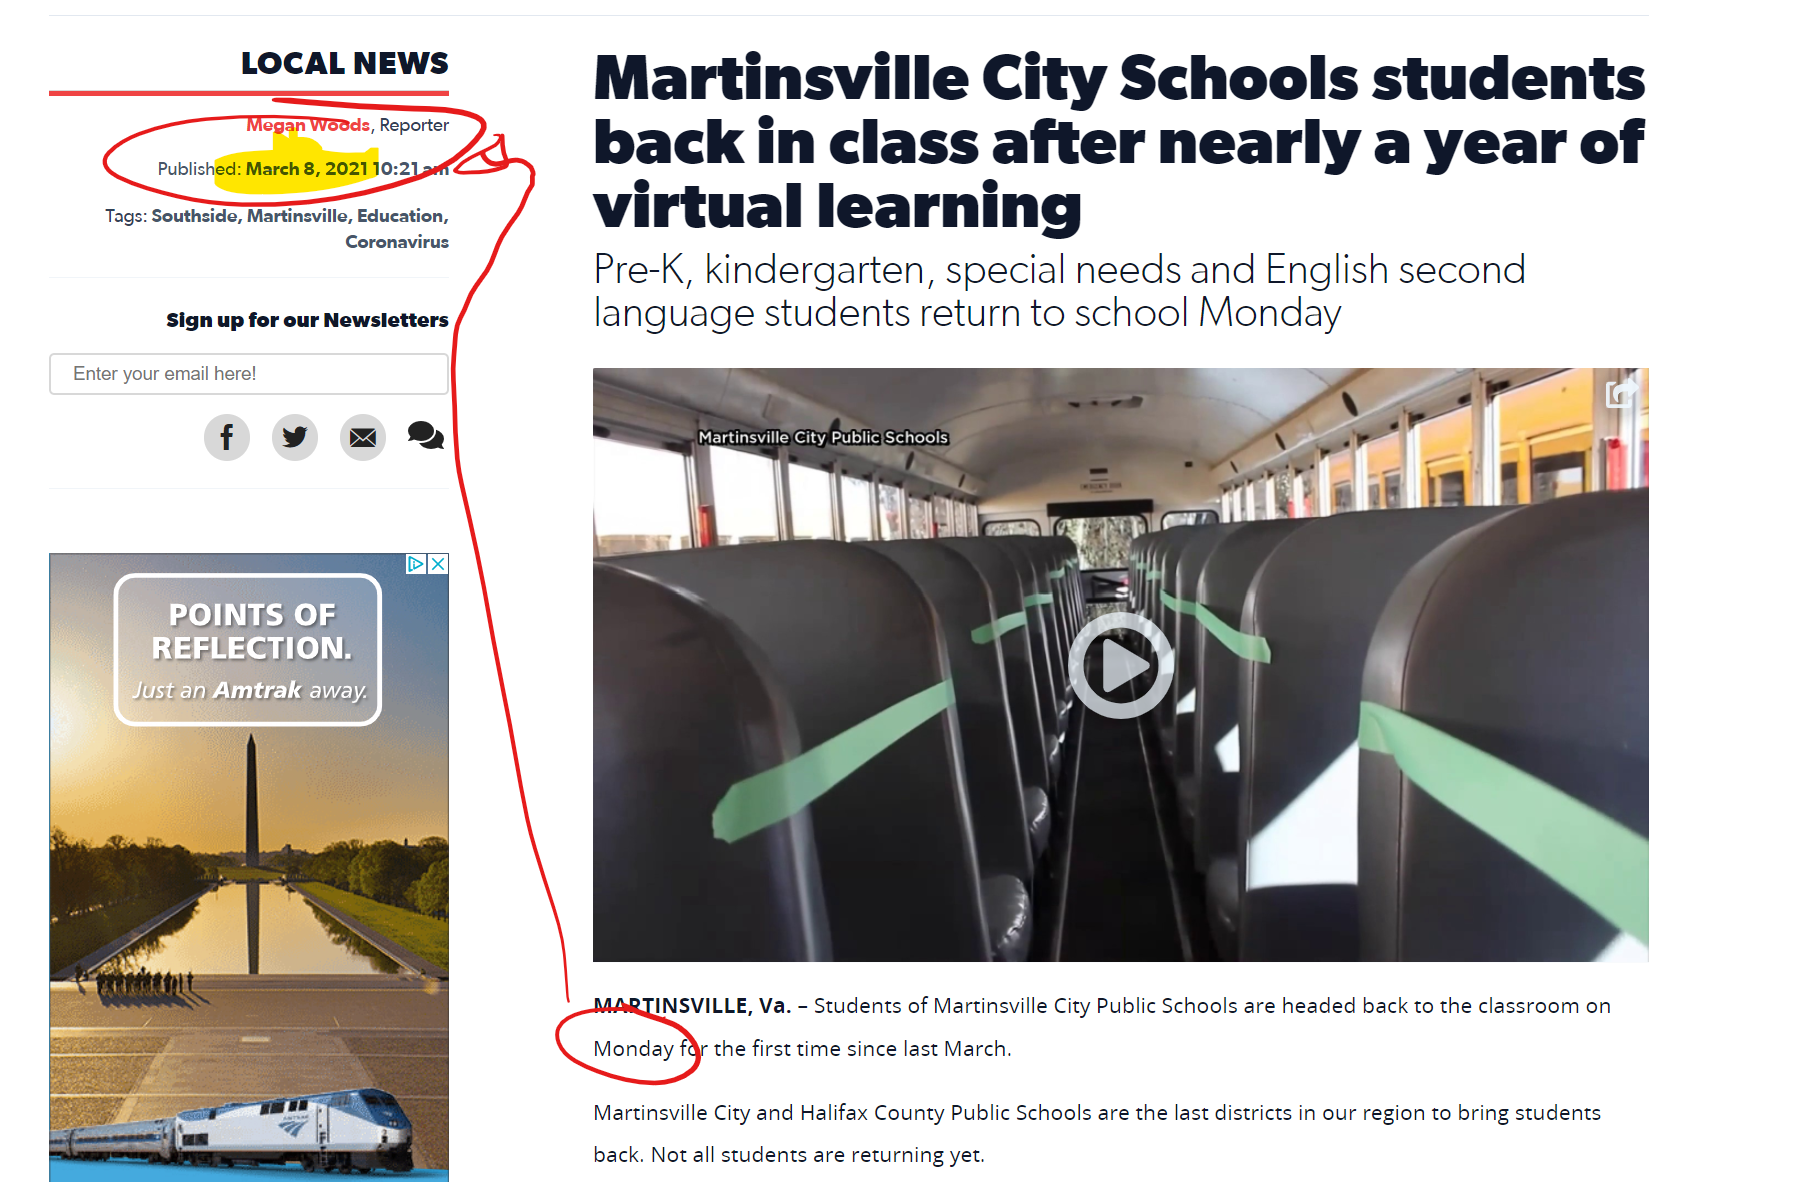 LOCAL NEWS
Megan Woods, Reporter
Published: March 8, 2021 10:21 am
Tags: Southside, Martinsville, Education,
Coronavirus
Sign up for our Newsletters
Enter your email here!
POINTS OF
REFLECTION.
Just an Amtrak away.
Martinsville City Schools students
back in class after nearly a year of
virtual learning
Pre-K, kindergarten, special needs and English second
language students return to school Monday
Martinsville City Public Schools
MARTINSVILLE, Va. – Students of Martinsville City Public Schools are headed back to the classroom on
Monday for the first time since last March.
Martinsville City and Halifax County Public Schools are the last districts in our region to bring students
back. Not all students are returning yet.